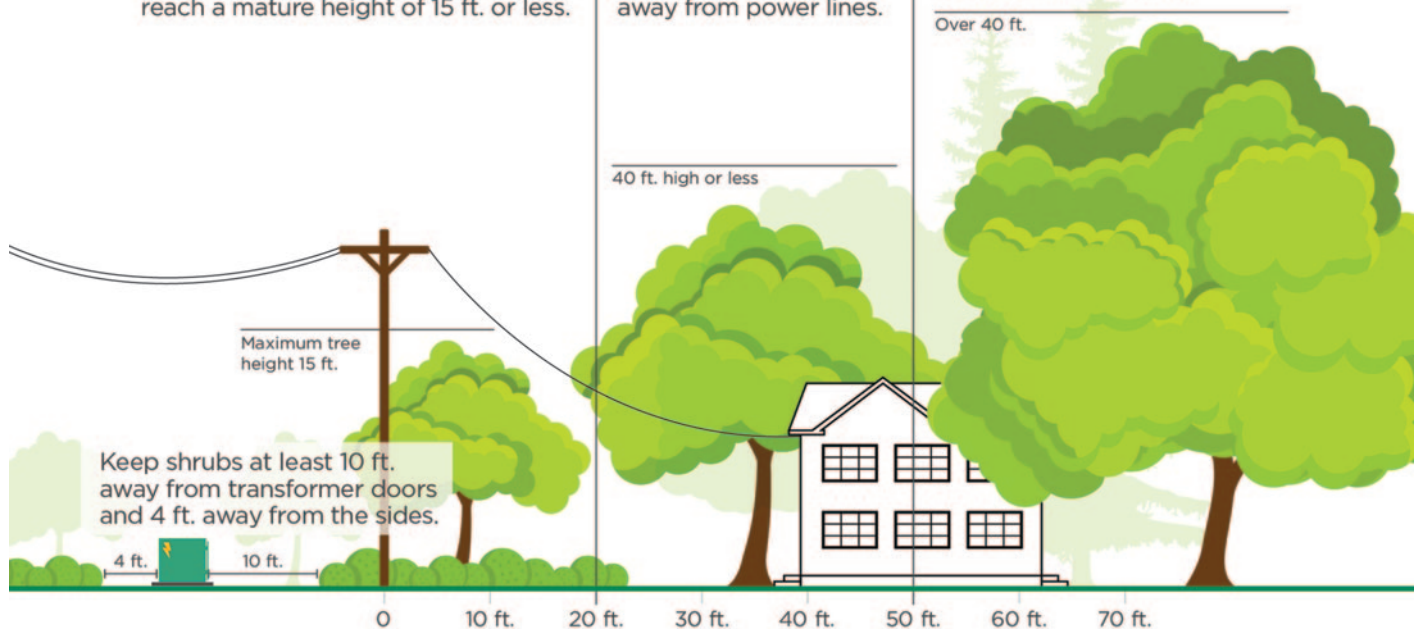 reach a mature height of 15 ft. or less.
away from power lines.
Over 40 ft.
40 ft. high or less
Maximum tree
height 15 ft.
Keep shrubs at least 10 ft.
away from transformer doors
and 4 ft. away from the sides.
4 ft.
10 ft.
0
10 ft.
20 ft.
30 ft.
40 ft.
50 ft.
60 ft.
70 ft.